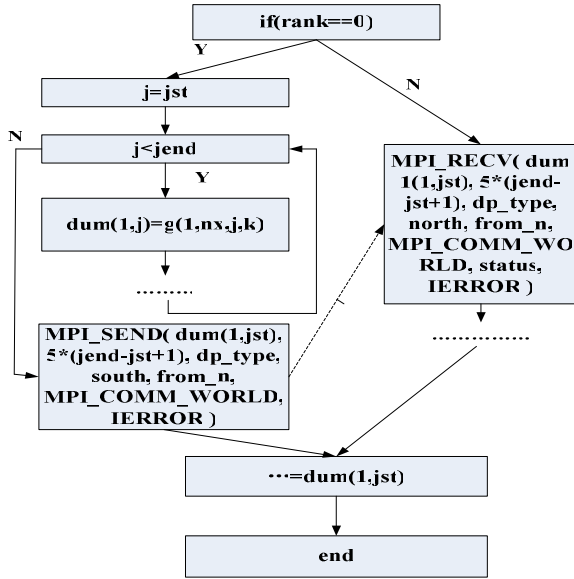 if(rank==0)
Y
N
j=jst
N
j<jend
Y
dum(1,j)=g(1,nx,j,k)
........
MPI_RECV( dum
1(1,jst), 5*(jend-
jst+1), dp_type,
north, from_n,
MPI_COMM_WO
RLD, status,
IERROR )
..............
MPI_SEND( dum(1,jst),
5*(jend-jst+1), dp_type,
south, from_n,
MPI_COMM_WORLD,
IERROR )
···=dum(1,jst)
end